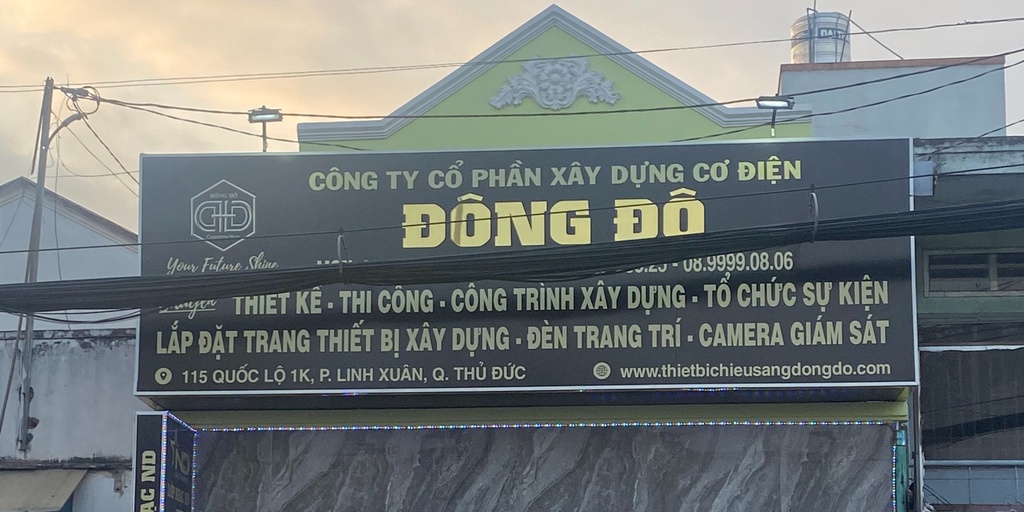 CÔNG TY CỔ PHẦN XÂY DỰNG CƠ ĐIỆN
ĐÔNG ĐÔ
ĐÔNG ĐÔ
Your Future Shine
08.9999.08.06
THIẾT KẾ - THI CÔNG - CÔNG TRÌNH XÂY DỰNG - TỔ CHỨC SỰ KIỆN
LẮP ĐẶT TRANG THIẾT BỊ XÂY DỰNG - ĐÈN TRANG TRÍ - CAMERA GIÁM SÁT
115 QUỐC LỘ 1K, P. LINH XUÂN, Q. THỦ ĐỨC
www.thietbichieusangdongdo.com
ND